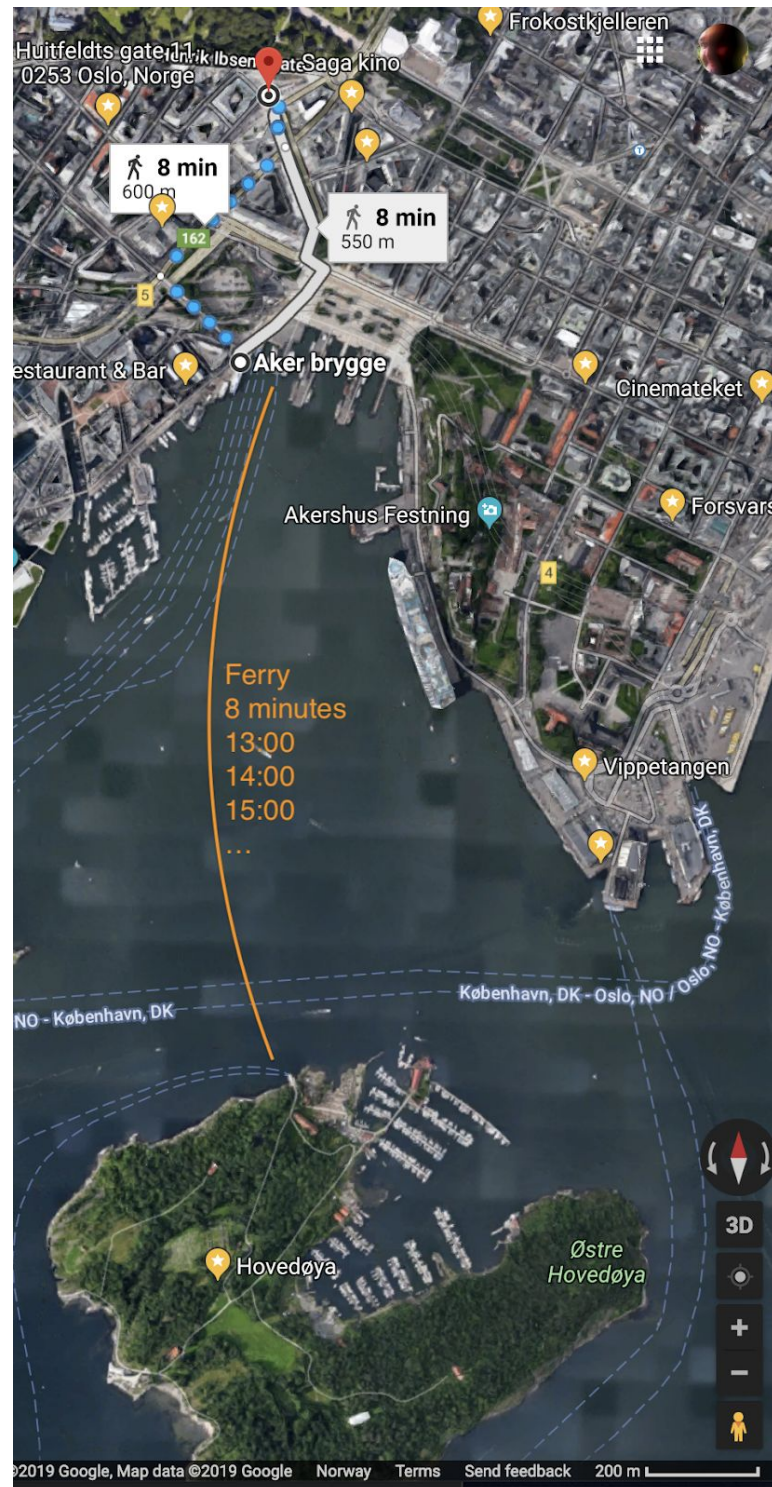 Frokostkjelleren
Huitfeldts gate 11,
0253 Oslo, Norge
Saga kino
8 min
600 m
8 min
550 m
162
5
estaurant & Bar
Aker brygge
Cinemateket
Akershus Festning
Forsvars
4
Ferry
8 minutes
13:00
14:00
15:00
...
Vippetangen
NO - København, DK
København, DK - Oslo, NO / Oslo, NO - København, DK
Hovedøya
Østre
Hovedøya
3D
+
−
©2019 Google, Map data ©2019 Google Norway Terms Send feedback 200 m